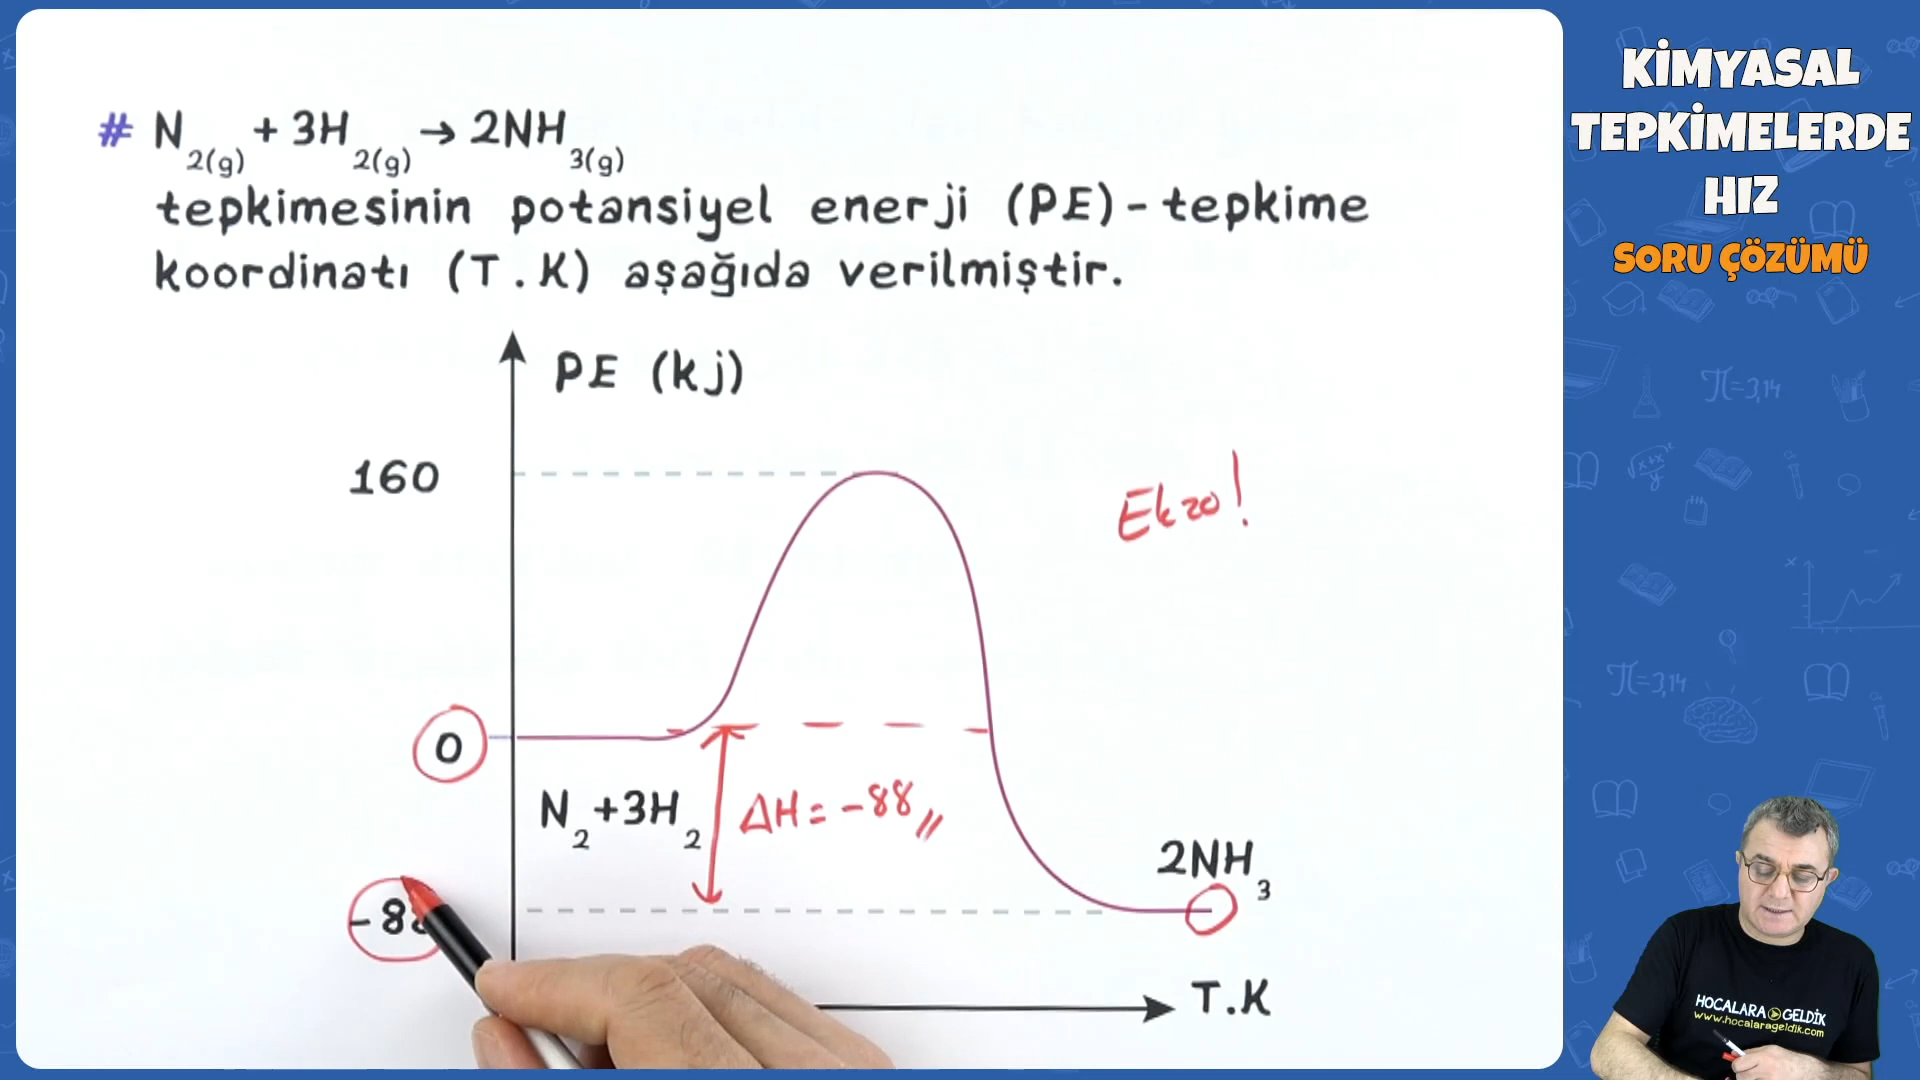 # N2(g) + 3H2(g) → 2NH3(g)
tepkimesinin potansiyel enerji (PE)-tepkime
koordinatı (T.K) aşağıda verilmiştir.
PE (kj)
160
Ekzo!
0
N2+3H2
ΔH = -88
2NH3
T.K
KİMYASAL
TEPKİMELERDE
HIZ
SORU ÇÖZÜMÜ
π=3,14
π=3,14
HOCALARA GELDİK
www.hocalarageldik.com